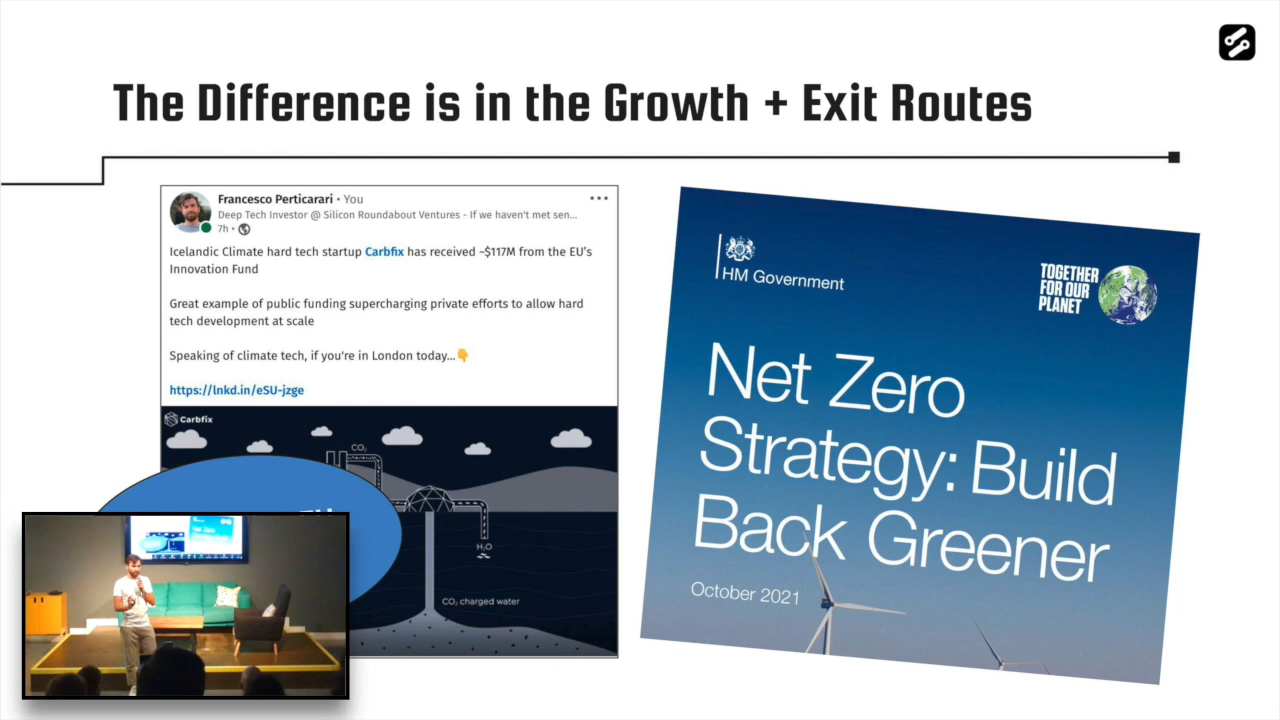 The Difference is in the Growth + Exit Routes
Francesco Perticarari • You
Deep Tech Investor @ Silicon Roundabout Ventures - If we haven't met sen...
7h •
Icelandic Climate hard tech startup Carbfix has received ~$117M from the EU's
Innovation Fund
Great example of public funding supercharging private efforts to allow hard
tech development at scale
Speaking of climate tech, if you're in London today...👇
https://lnkd.in/eSU-jzge
Carbfix
CO₂
H₂O
CO₂ charged water
HM Government
TOGETHER
FOR OUR
PLANET
Net Zero
Strategy: Build
Back Greener
October 2021
Net Zero